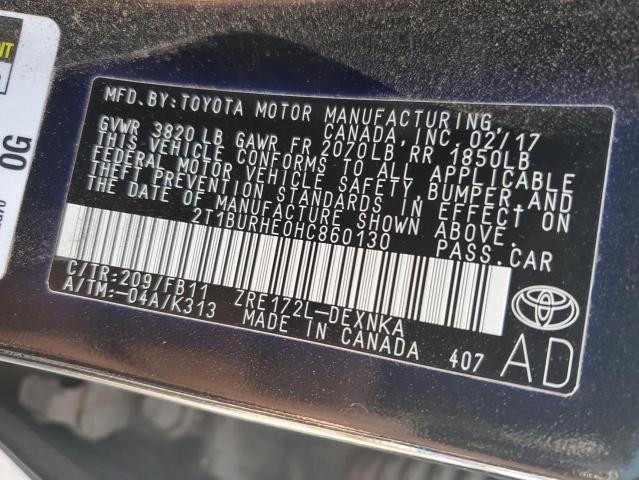 MFD.BY:TOYOTA MOTOR MANUFACTURING,
CANADA, INC. 02/17
GVWR 3820LB GAWR FR 2070LB RR 1850LB
THIS VEHICLE CONFORMS TO ALL APPLICABLE
FEDERAL MOTOR VEHICLE SAFETY, BUMPER, AND
THEFT PREVENTION STANDARDS IN EFFECT ON
THE DATE OF MANUFACTURE SHOWN ABOVE.
2T1BURHE0HC860130 PASS.CAR
C/TR:209/FB11 ZRE172L-DEXNKA
A/TM:-04A/K313 MADE IN CANADA 407
AD
OG